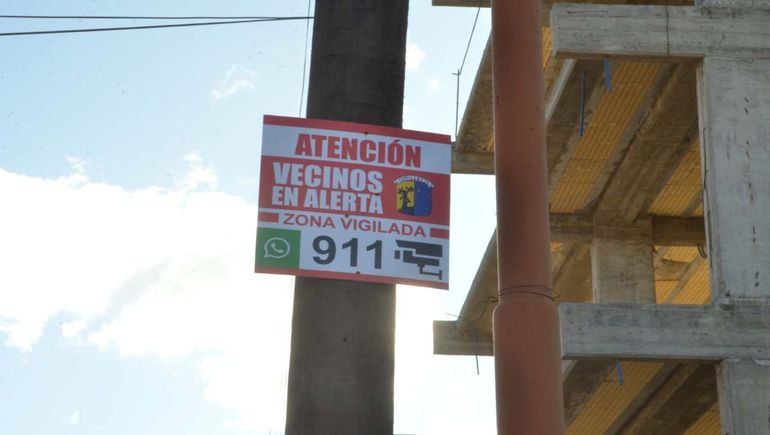 ATENCIÓN
VECINOS
EN ALERTA
ZONA VIGILADA
911